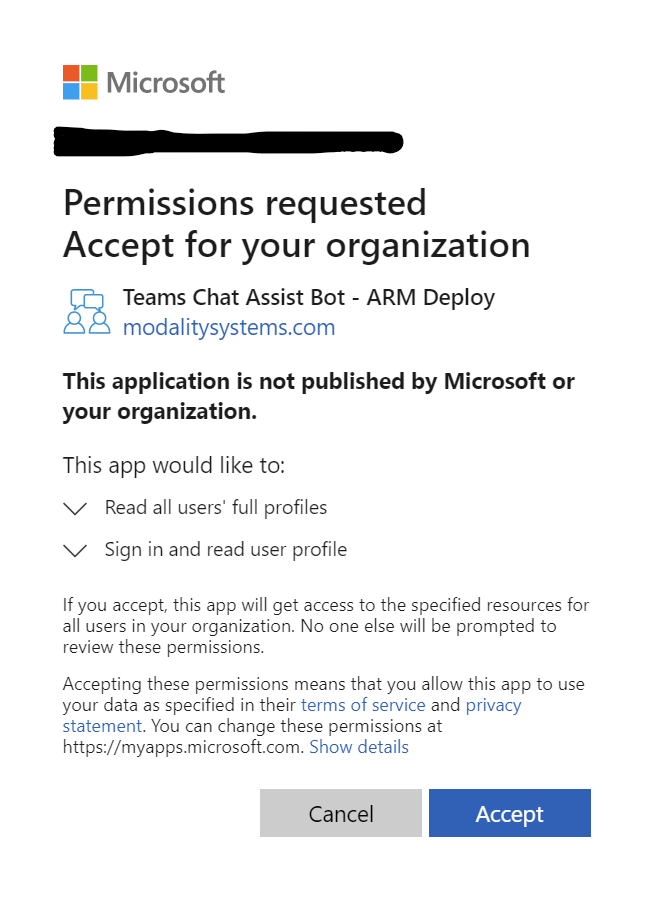 Microsoft
Permissions requested
Accept for your organization
Teams Chat Assist Bot - ARM Deploy
modalitysystems.com
This application is not published by Microsoft or
your organization.
This app would like to:
Read all users' full profiles
Sign in and read user profile
If you accept, this app will get access to the specified resources for
all users in your organization. No one else will be prompted to
review these permissions.
Accepting these permissions means that you allow this app to use
your data as specified in their terms of service and privacy
statement. You can change these permissions at
https://myapps.microsoft.com. Show details
Cancel
Accept